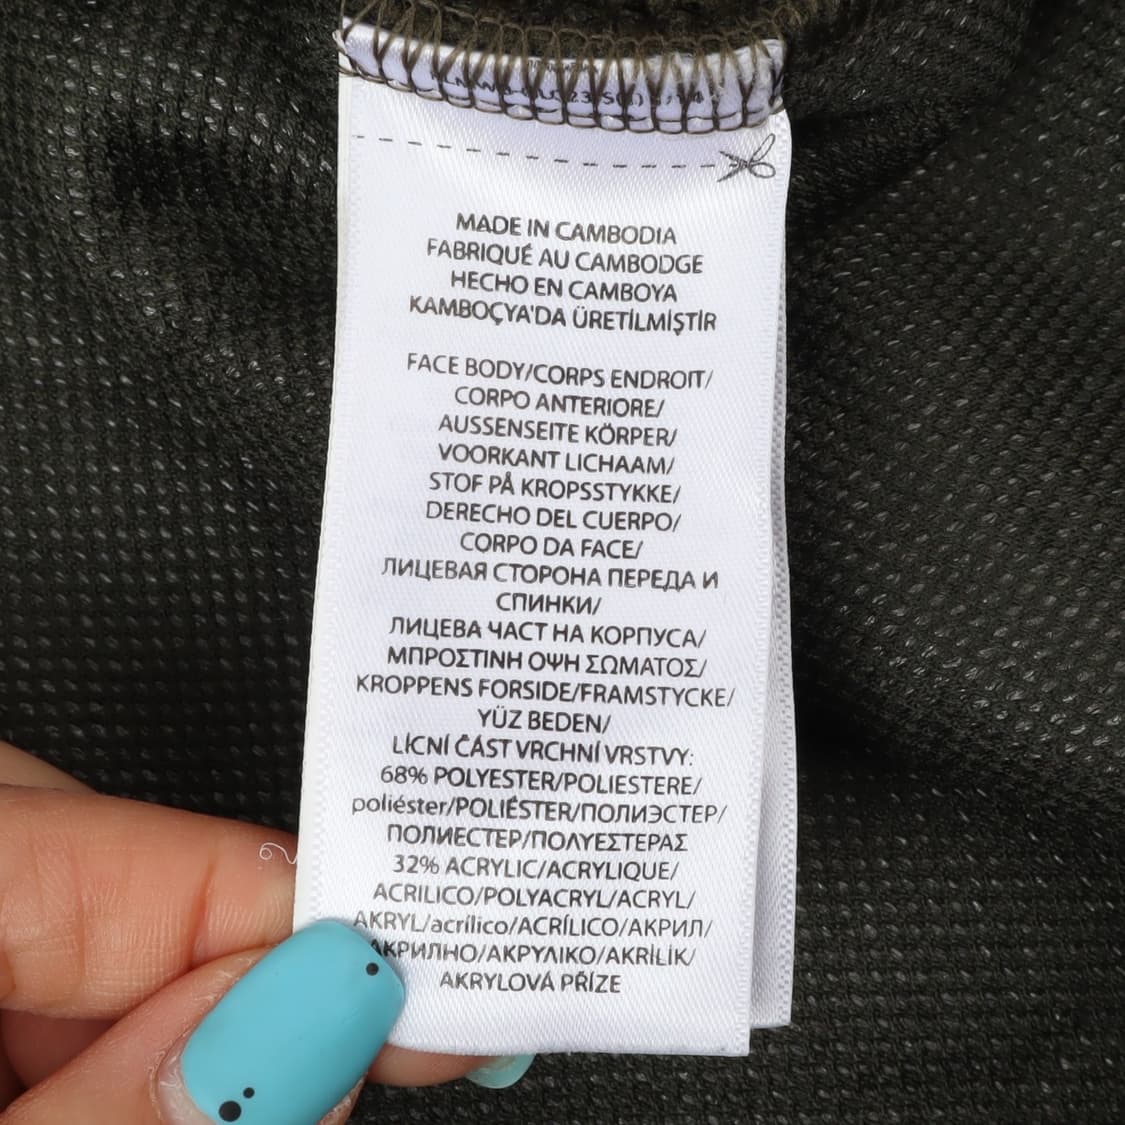 MADE IN CAMBODIA
FABRIQUÉ AU CAMBODGE
HECHO EN CAMBOYA
KAMBOÇYA'DA ÜRETİLMİŞTİR
FACE BODY/CORPS ENDROIT/
CORPO ANTERIORE/
AUSSENSEITE KÖRPER/
VOORKANT LICHAAM/
STOF PÅ KROPSSTYKKE/
DERECHO DEL CUERPO/
CORPO DA FACE/
ЛИЦЕВАЯ СТОРОНА ПЕРЕДА И
СПИНКИ/
ЛИЦЕВА ЧАСТ НА КОРПУСА/
ΜΠΡΟΣΤΙΝΗ ΟΨΗ ΣΩΜΑΤΟΣ/
KROPPENS FORSIDE/FRAMSTYCKE/
YÜZ BEDEN/
LÍCNÍ ČÁST VRCHNÍ VRSTVY:
68% POLYESTER/POLIESTERE/
poliéster/POLIÉSTER/ПОЛИЭСТЕР/
ПОЛИЕСТЕР/ΠΟΛΥΕΣΤΕΡΑΣ
32% ACRYLIC/ACRYLIQUE/
ACRILICO/POLYACRYL/ACRYL/
AKRYL/acrílico/ACRÍLICO/АКРИЛ/
АКРИЛНО/ΑΚΡΥΛΙΚΟ/AKRİLİK/
AKRYLOVÁ PŘÍZE